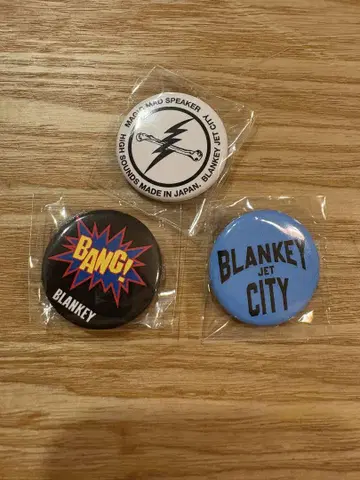 MAGIC MAD SPEAKER
HIGH SOUNDS MADE IN JAPAN. BLANKEY JET CITY
BANG!
BLANKEY
BLANKEY
JET
CITY